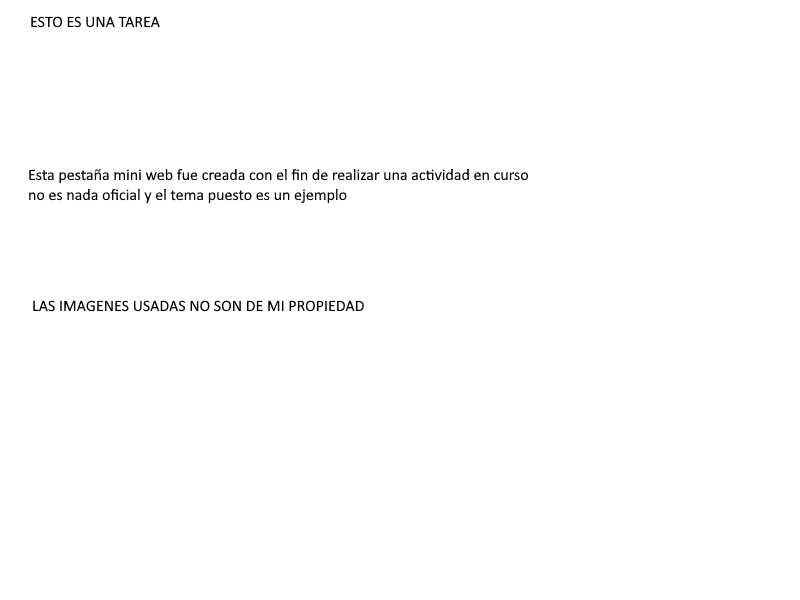 ESTO ES UNA TAREA
Esta pestaña mini web fue creada con el fin de realizar una actividad en curso
no es nada oficial y el tema puesto es un ejemplo
LAS IMAGENES USADAS NO SON DE MI PROPIEDAD